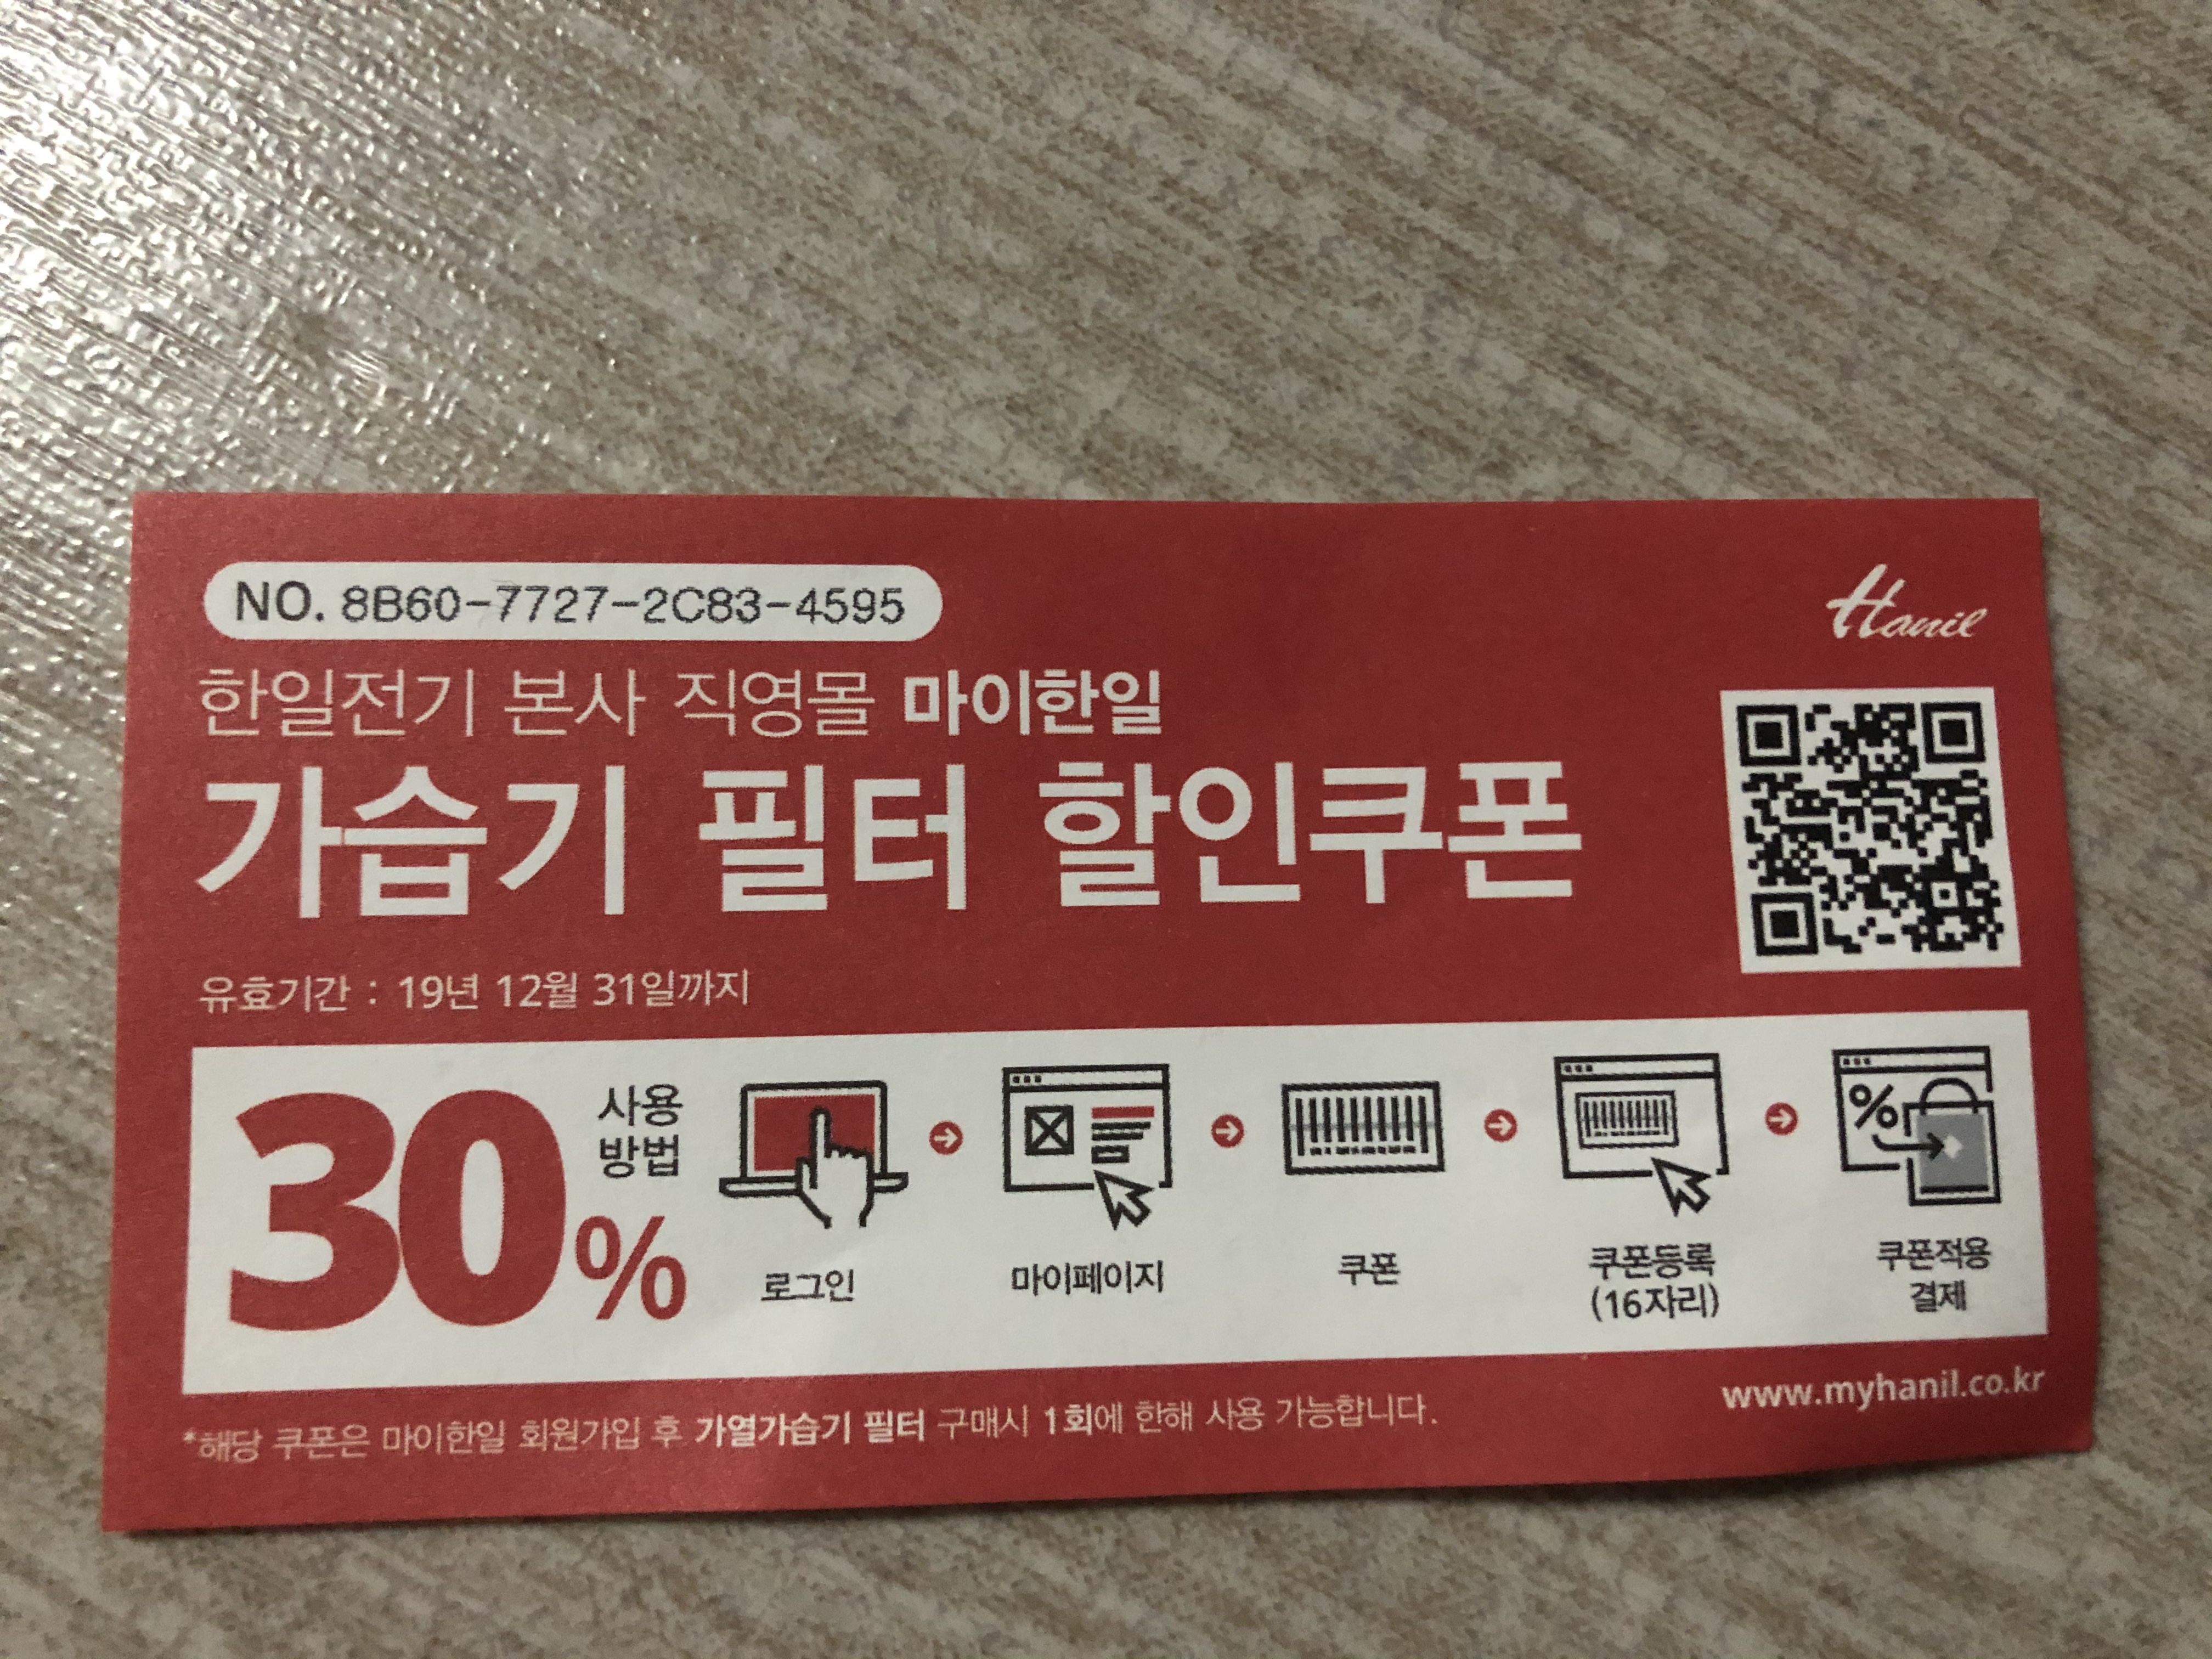 NO. 8B60-7727-2C83-4595
Hanil
한일전기 본사 직영몰 마이한일
가습기 필터 할인쿠폰
유효기간 : 19년 12월 31일까지
30%
사용
방법
%
로그인
마이페이지
쿠폰
쿠폰등록
(16자리)
쿠폰적용
결제
*해당 쿠폰은 마이한일 회원가입 후 가열가습기 필터 구매시 1회에 한해 사용 가능합니다.
www.myhanil.co.kr